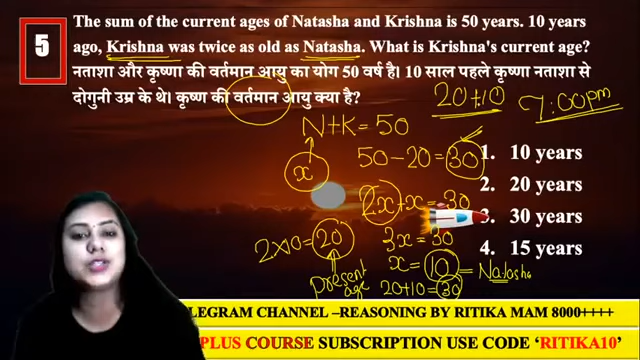 5
The sum of the current ages of Natasha and Krishna is 50 years. 10 years
ago, Krishna was twice as old as Natasha. What is Krishna's current age?
नताशा और कृष्णा की वर्तमान आयु का योग 50 वर्ष है। 10 साल पहले कृष्णा नताशा से
दोगुनी उम्र के थे। कृष्ण की वर्तमान आयु क्या है?
20+10
7:00pm
N+K=50
50-20=30
x
2x+x=30
3x=30
2×10=20
x=10=Natasha
Present
age
20+10=30
1. 10 years
2. 20 years
3. 30 years
4. 15 years
LEGRAM CHANNEL –REASONING BY RITIKA MAM 8000++++
PLUS COURSE SUBSCRIPTION USE CODE 'RITIKA10'